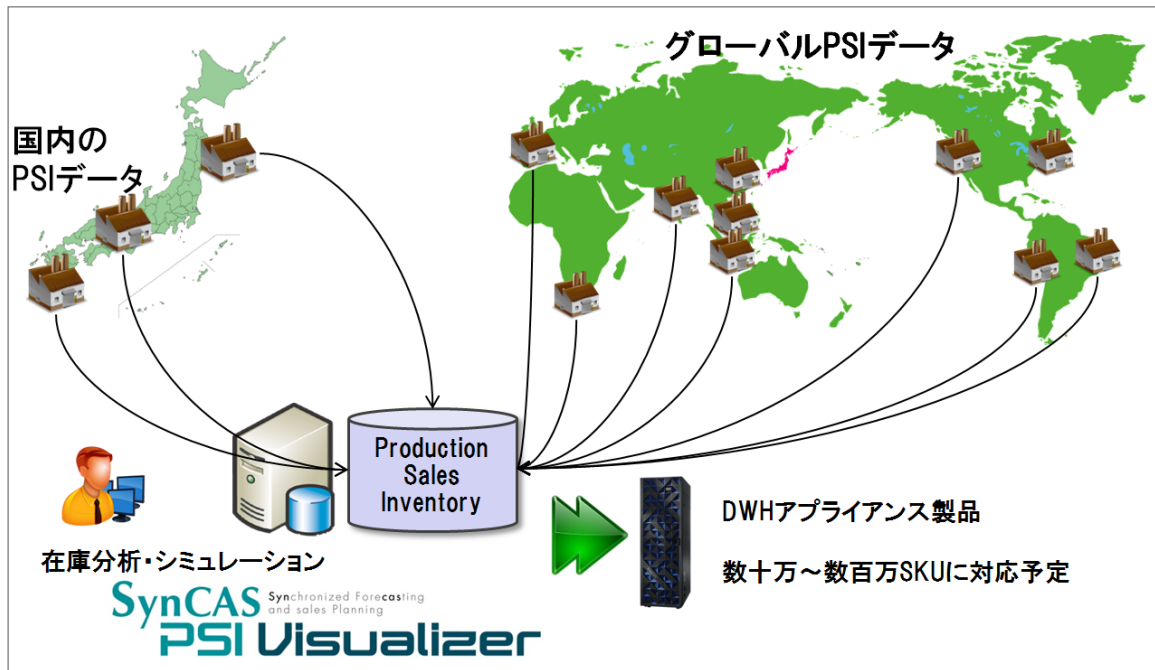 グローバルPSIデータ
国内の
PSIデータ
Production
Sales
Inventory
在庫分析・シミュレーション
DWHアプライアンス製品
数十万～数百万SKUに対応予定
SynCAS Synchronized Forecasting
and sales Planning
PSI Visualizer